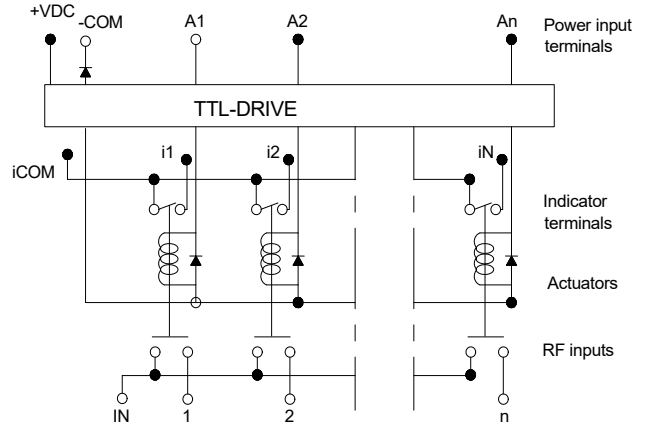 +VDC
-COM
A1
A2
An
Power input
terminals
TTL-DRIVE
iCOM
i1
i2
iN
Indicator
terminals
Actuators
RF inputs
IN
1
2
n